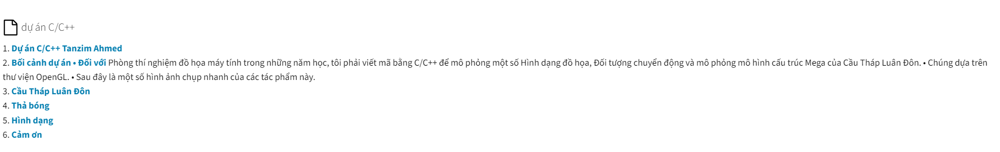 dự án C/C++
1. Dự án C/C++ Tanzim Ahmed
2. Bối cảnh dự án • Đối với Phòng thí nghiệm đồ họa máy tính trong những năm học, tôi phải viết mã bằng C/C++ để mô phỏng một số Hình dạng đồ họa, Đối tượng chuyển động và mô phỏng mô hình cấu trúc Mega của Cầu Tháp Luân Đôn. • Chúng dựa trên
thư viện OpenGL. • Sau đây là một số hình ảnh chụp nhanh của các tác phẩm này.
3. Cầu Tháp Luân Đôn
4. Thả bóng
5. Hình dạng
6. Cảm ơn